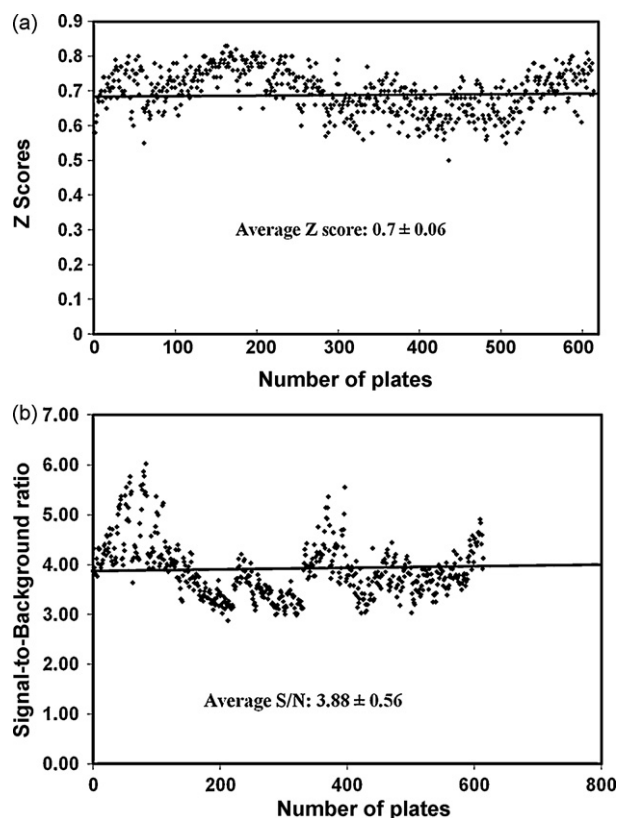 (a)
0.9
0.8
0.7
0.6
0.5
0.4
0.3
0.2
0.1
0
Z Scores
Average Z score: 0.7 ± 0.06
0 100 200 300 400 500 600
Number of plates
(b)
7.00
6.00
5.00
4.00
3.00
2.00
1.00
0.00
Signal-to-Background ratio
Average S/N: 3.88 ± 0.56
0 200 400 600 800
Number of plates